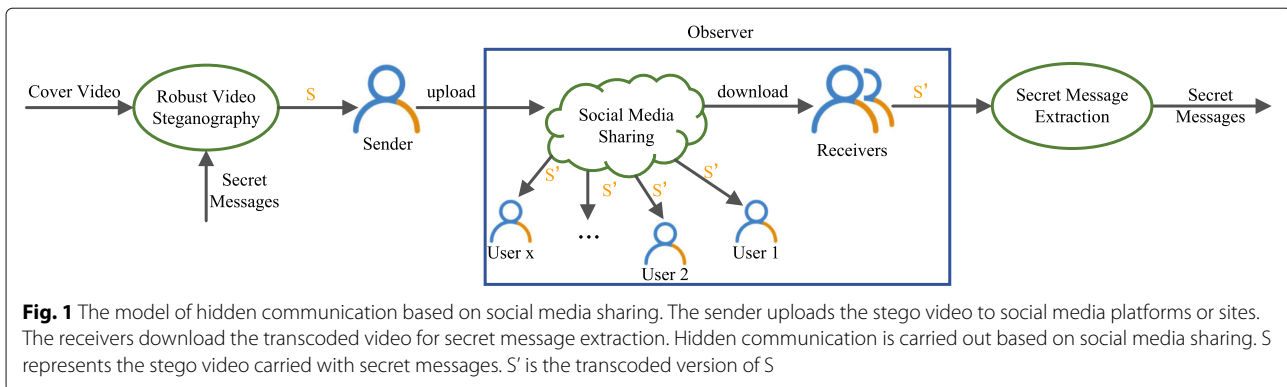 Observer
Cover Video
Robust Video
Steganography
S
upload
Sender
Social Media
Sharing
download
Receivers
S'
Secret Message
Extraction
Secret
Messages
Secret
Messages
S'
S'
S'
S'
User x
...
User 2
User 1
Fig. 1 The model of hidden communication based on social media sharing. The sender uploads the stego video to social media platforms or sites.
The receivers download the transcoded video for secret message extraction. Hidden communication is carried out based on social media sharing. S
represents the stego video carried with secret messages. S’ is the transcoded version of S